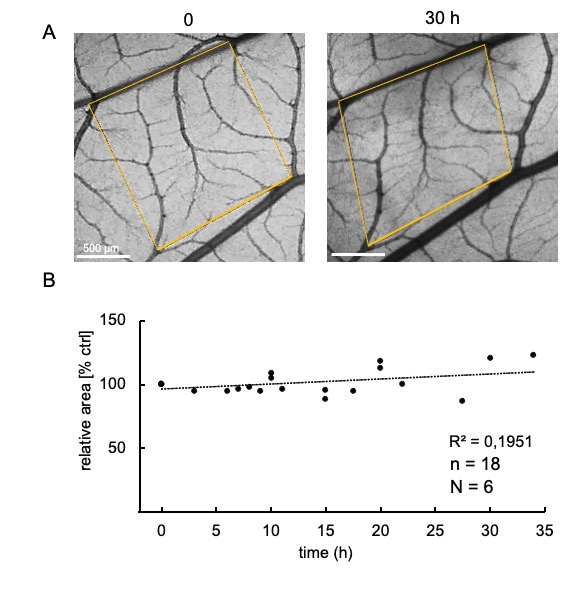 A
0
30 h
500 µm
B
relative area [% ctrl]
150
100
50
R² = 0,1951
n = 18
N = 6
0 5 10 15 20 25 30 35
time (h)